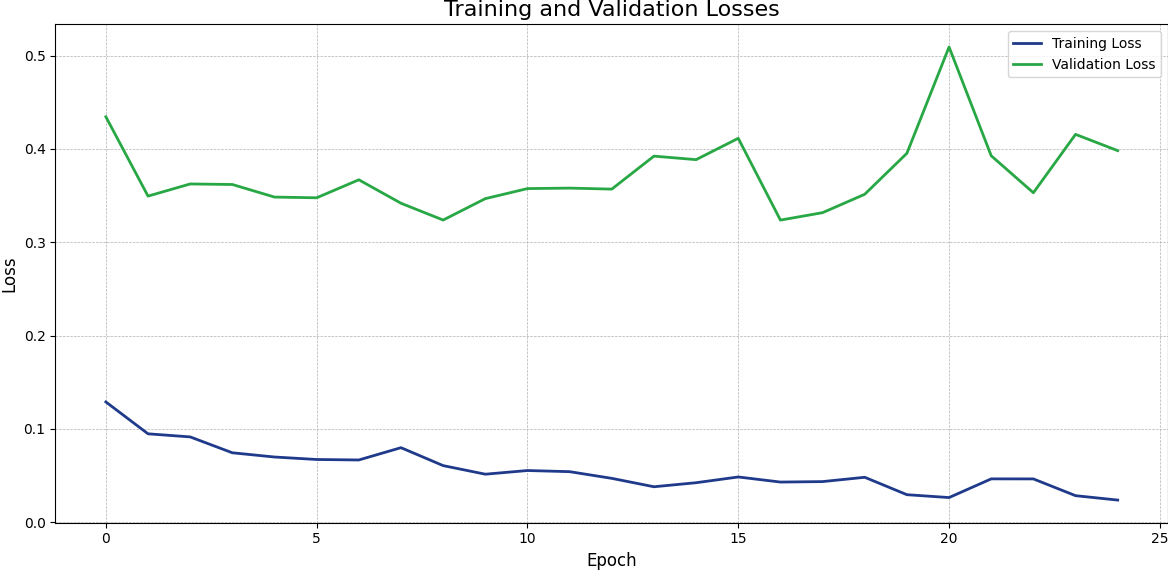 Training and Validation Losses
Training Loss
Validation Loss
0.5
0.4
0.3
0.2
0.1
0.0
Loss
0 5 10 15 20 25
Epoch